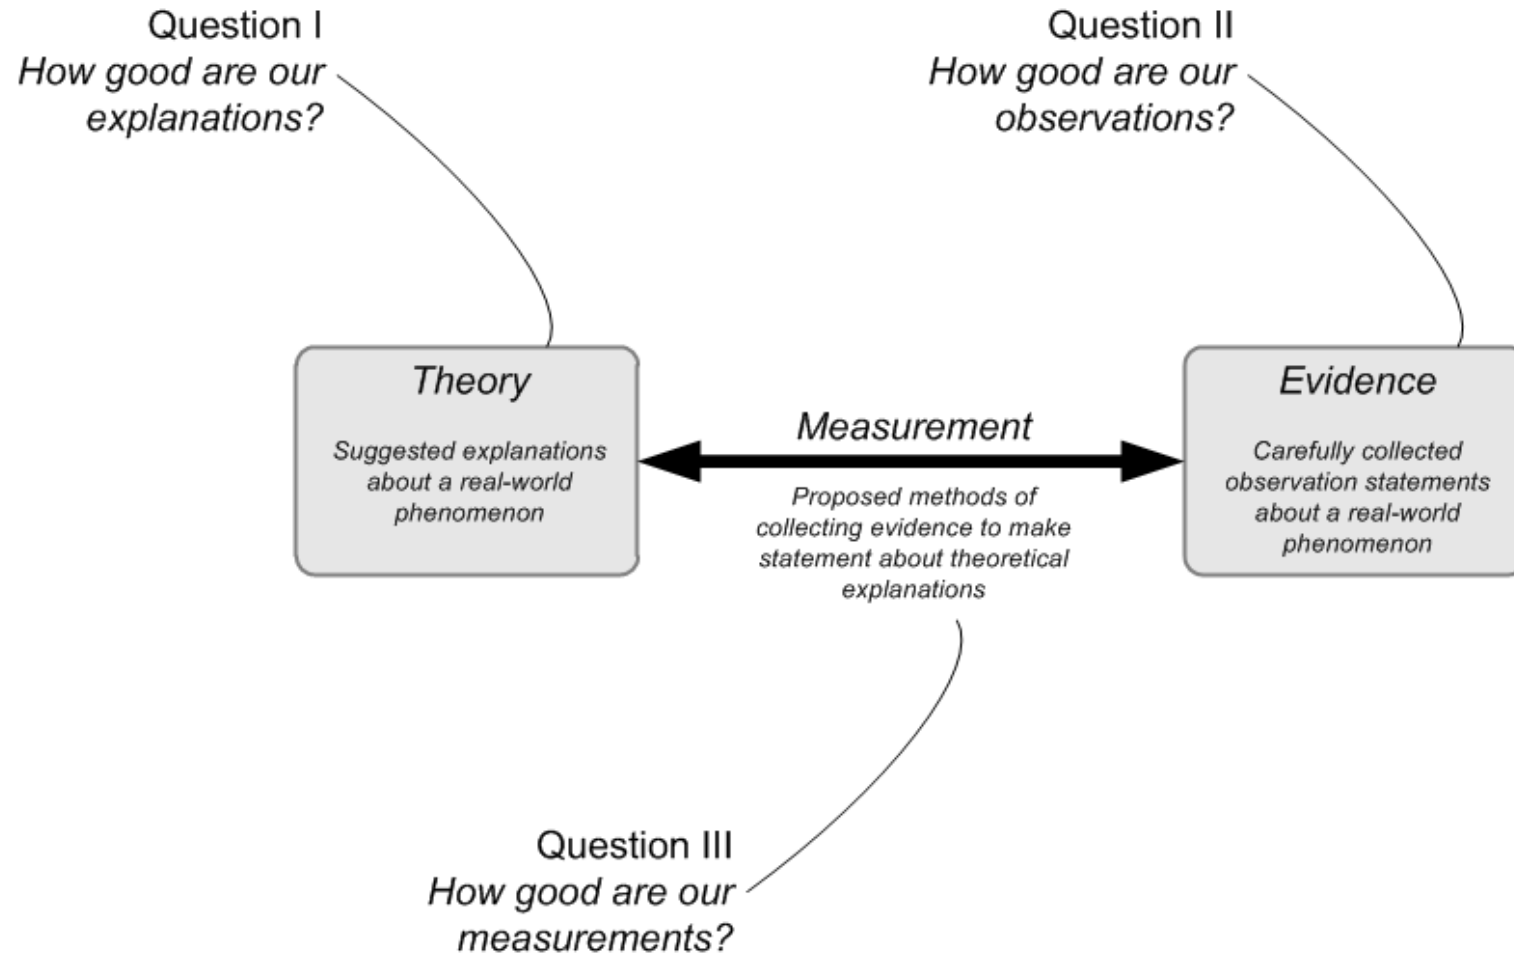 Question I
How good are our
explanations?
Question II
How good are our
observations?
Theory
Suggested explanations
about a real-world
phenomenon
Measurement
Proposed methods of
collecting evidence to make
statement about theoretical
explanations
Evidence
Carefully collected
observation statements
about a real-world
phenomenon
Question III
How good are our
measurements?